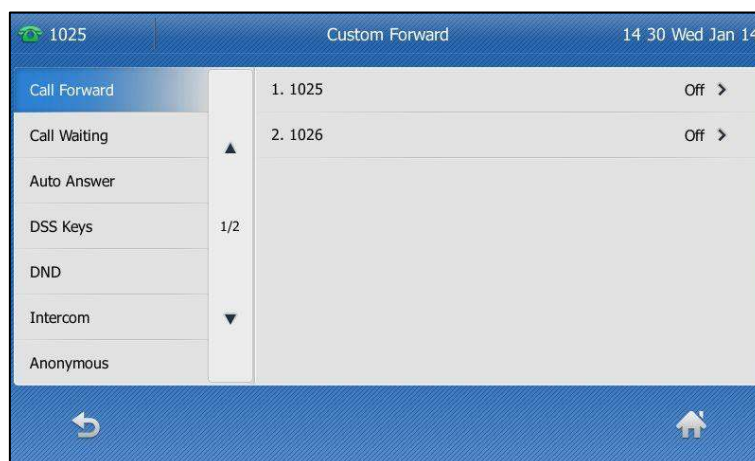 1025 Custom Forward 14 30 Wed Jan 14
Call Forward 1. 1025 Off >
Call Waiting 2. 1026 Off >
Auto Answer
DSS Keys 1/2
DND
Intercom
Anonymous